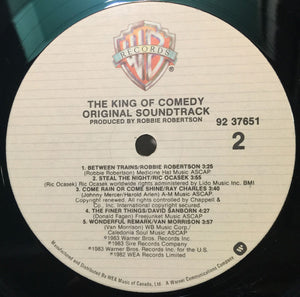 WB
RECORDS
THE KING OF COMEDY
ORIGINAL SOUNDTRACK
PRODUCED BY ROBBIE ROBERTSON
92 37651
2
1. BETWEEN TRAINS/ROBBIE ROBERTSON 3:25
(Robbie Robertson) Medicine Hat Music ASCAP
2. STEAL THE NIGHT/RIC OCASEK 3:55
(Ric Ocasek) Ric Ocasek worldwide rights administered by Lido Music Inc. BMI
3. COME RAIN OR COME SHINE/RAY CHARLES 3:40
(Johnny Mercer/Harold Arlen) A-M Music ASCAP
Copyright renewed. All rights controlled by Chappell &
Co., Inc. International copyright secured.
4. THE FINER THINGS/DAVID SANBORN 4:27
(Donald Fagen) Freejunket Music ASCAP
5. WONDERFUL REMARK/VAN MORRISON 3:57
(Van Morrison) WB Music Corp./
Caledonia Soul Music ASCAP
©1983 Warner Bros. Records Inc.
℗1983 Sire Records Company
℗1983 Warner Bros. Records Inc. for the U.S.
℗1982 WEA Records Limited
Manufactured and Distributed By WEA Music of Canada, Ltd. A Warner Communications Company